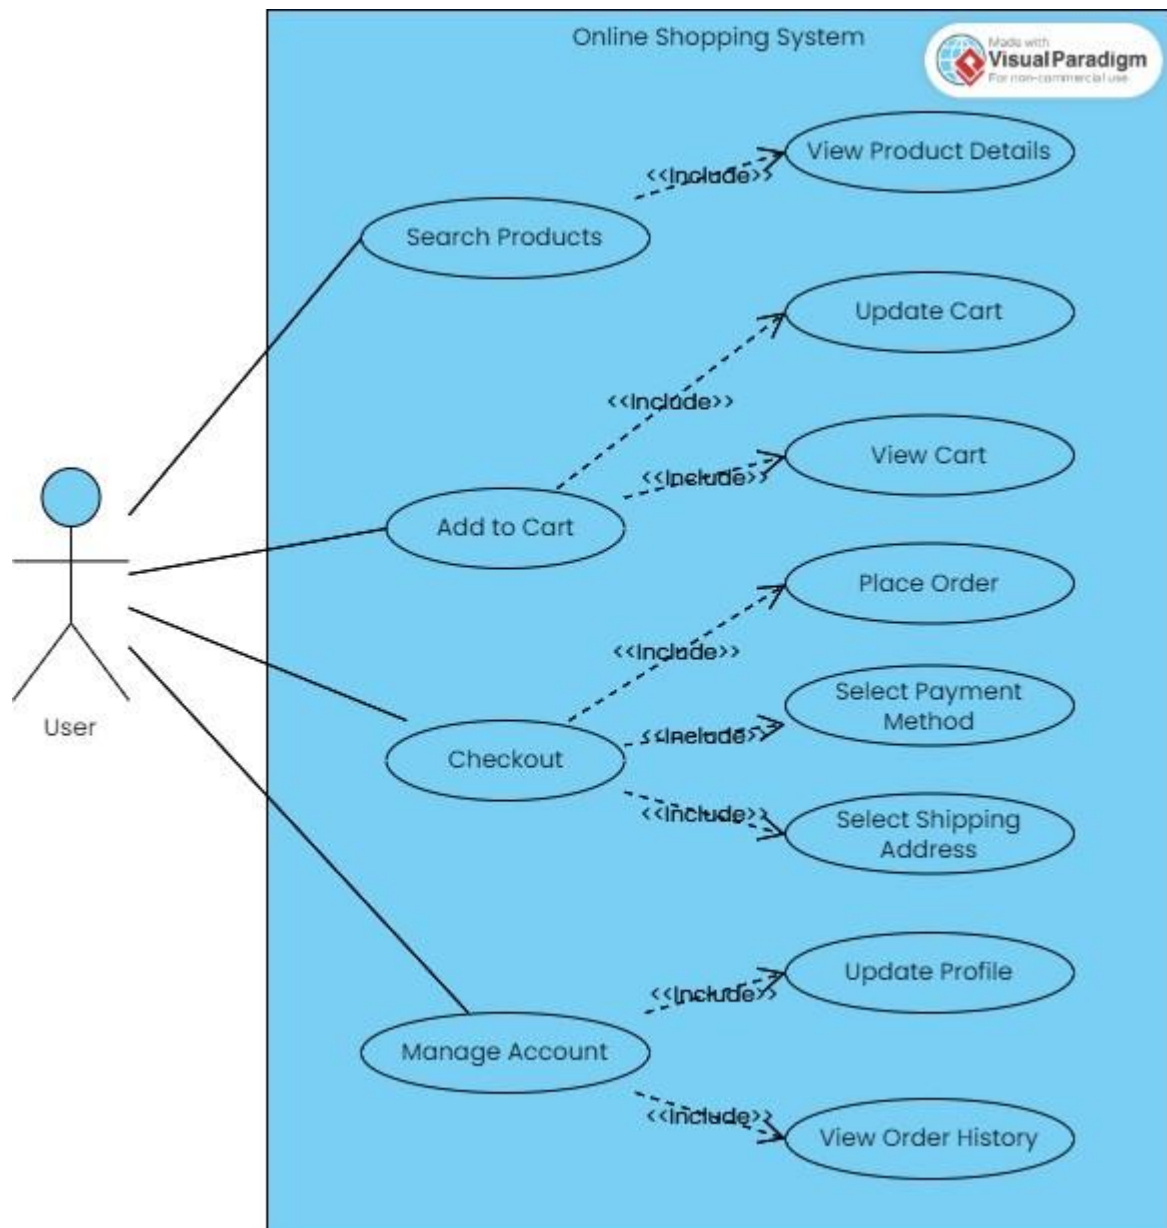 Online Shopping System
Made with
Visual Paradigm
For non-commercial use
View Product Details
<<Include>>
Search Products
Update Cart
<<Include>>
View Cart
<<Include>>
Add to Cart
Place Order
<<Include>>
Select Payment
Method
<<Include>>
Checkout
<<Include>>
Select Shipping
Address
User
Update Profile
<<Include>>
Manage Account
<<Include>>
View Order History